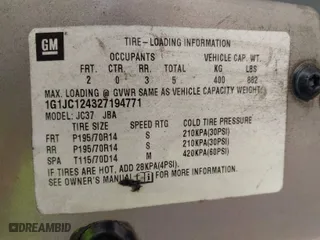 GM
TIRE-LOADING INFORMATION
OCCUPANTS VEHICLE CAP. WT.
FRT. CTR. RR. TOTAL KG LBS
2 0 3 5 400 882
MAX. LOADING @ GVWR SAME AS VEHICLE CAPACITY WEIGHT
1G1JC124327194771
MODEL: JC37 JBA
TIRE SIZE SPEED RTG COLD TIRE PRESSURE
FRT P195/70R14 S 210KPA(30PSI)
RR P195/70R14 S 210KPA(30PSI)
SPA T115/70D14 M 420KPA(60PSI)
IF TIRES ARE HOT, ADD 28KPA(4PSI).
SEE OWNER'S MANUAL i FOR MORE INFORMATION.
DREAMBID